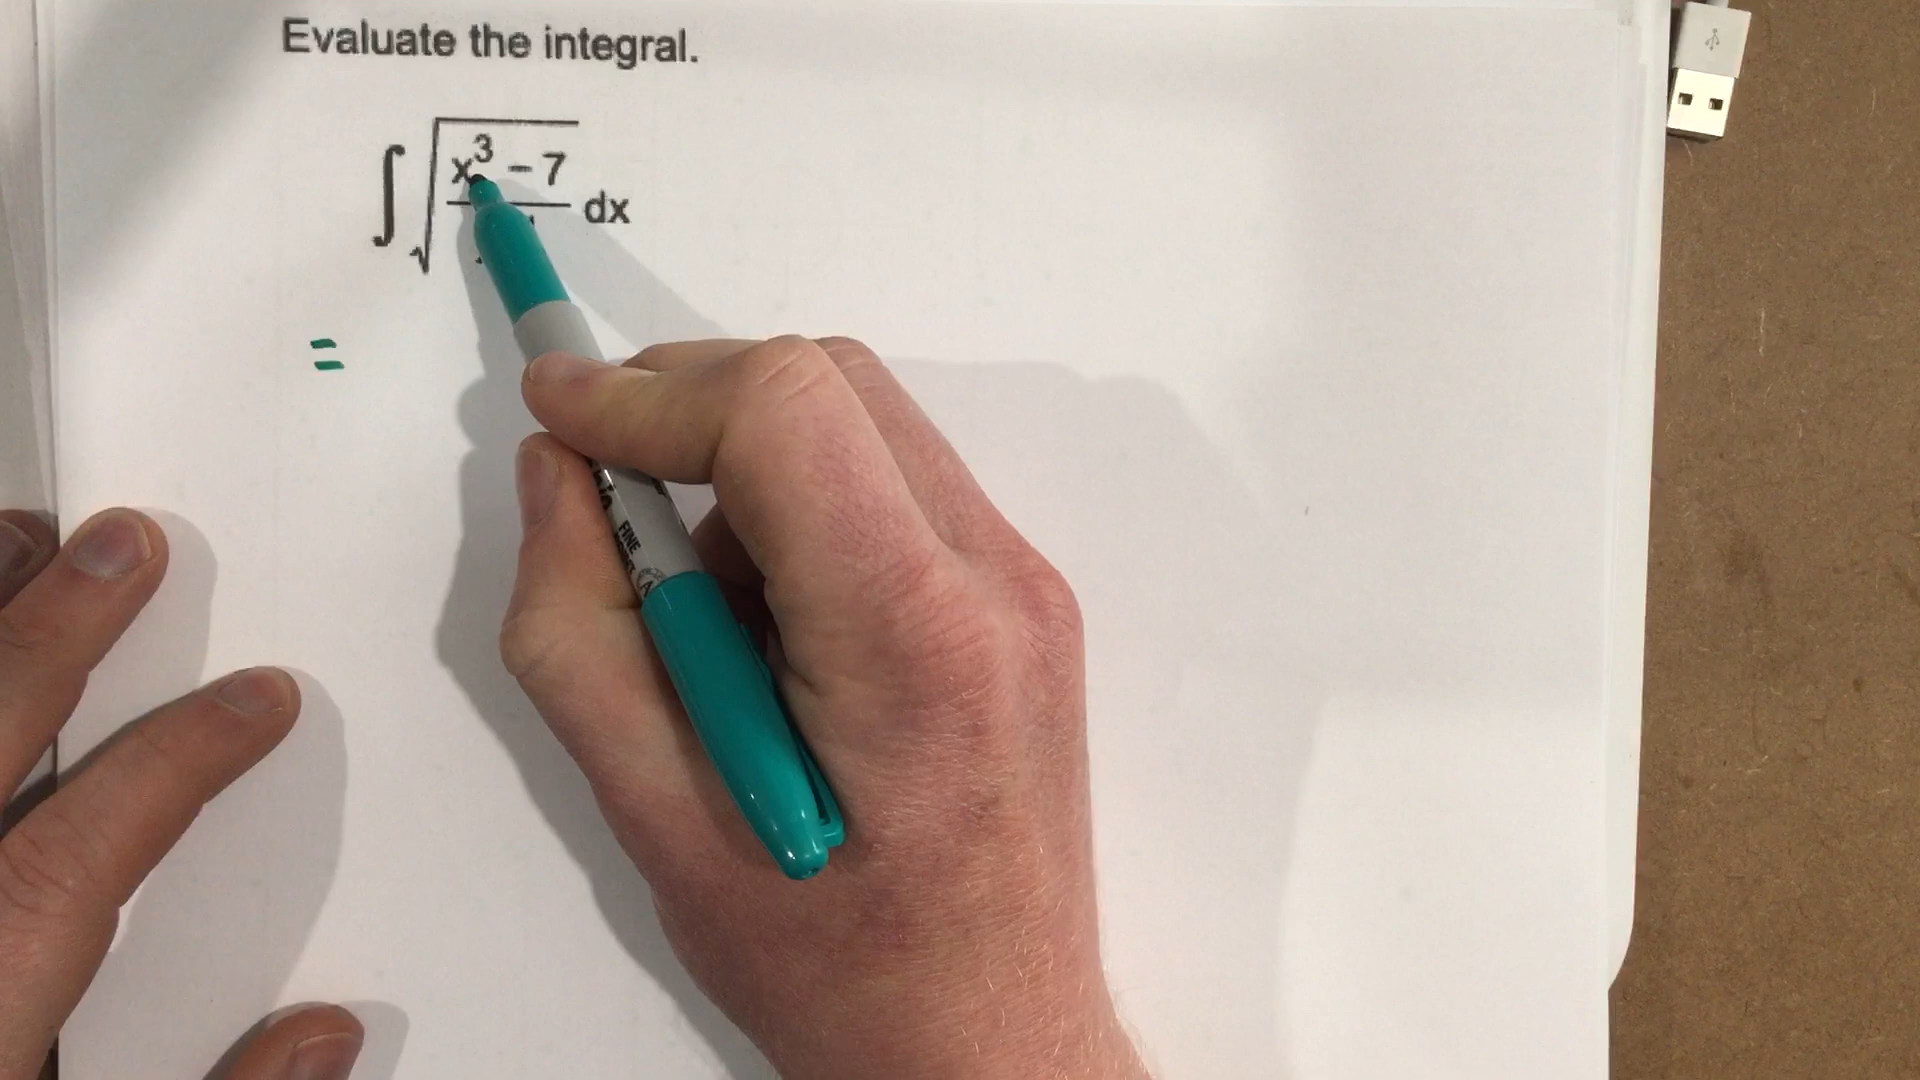 Evaluate the integral.
∫ √(x³ − 7 / ) dx
=
FINE